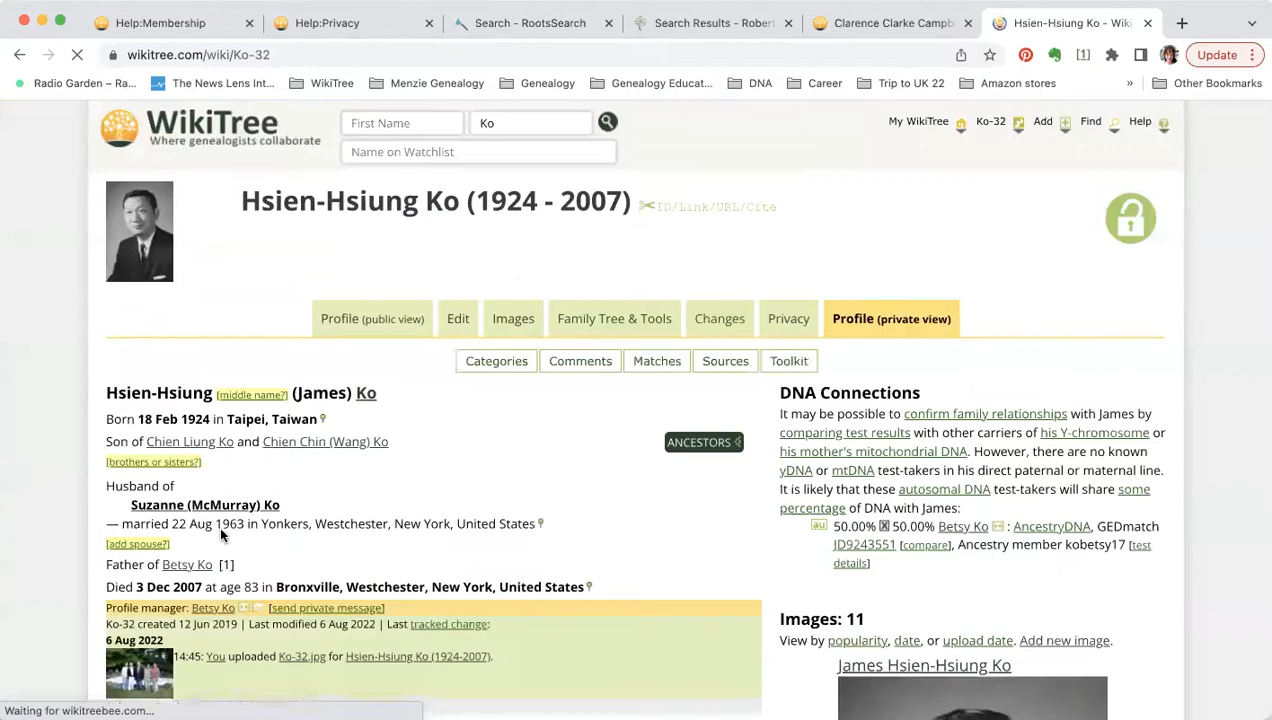 Help:Membership
Help:Privacy
Search - RootsSearch
Search Results - Rober
Clarence Clarke Campb
Hsien-Hsiung Ko - Wiki
wikitree.com/wiki/Ko-32
Update
Radio Garden – Ra...
The News Lens Int...
WikiTree
Menzie Genealogy
Genealogy
Genealogy Educat...
DNA
Career
Trip to UK 22
Amazon stores
»
Other Bookmarks
WikiTree
Where genealogists collaborate
First Name
Ko
Name on Watchlist
My WikiTree
Ko-32
Add
Find
Help
Hsien-Hsiung Ko (1924 - 2007)
ID/Link/URL/Cite
Profile (public view)
Edit
Images
Family Tree & Tools
Changes
Privacy
Profile (private view)
Categories
Comments
Matches
Sources
Toolkit
Hsien-Hsiung [middle name?] (James) Ko
Born 18 Feb 1924 in Taipei, Taiwan
Son of Chien Liung Ko and Chien Chin (Wang) Ko
ANCESTORS
[brothers or sisters?]
Husband of
Suzanne (McMurray) Ko
— married 22 Aug 1963 in Yonkers, Westchester, New York, United States
[add spouse?]
Father of Betsy Ko [1]
Died 3 Dec 2007 at age 83 in Bronxville, Westchester, New York, United States
Profile manager: Betsy Ko [send private message]
Ko-32 created 12 Jun 2019 | Last modified 6 Aug 2022 | Last tracked change:
6 Aug 2022
14:45: You uploaded Ko-32.jpg for Hsien-Hsiung Ko (1924-2007).
DNA Connections
It may be possible to confirm family relationships with James by
comparing test results with other carriers of his Y-chromosome or
his mother's mitochondrial DNA. However, there are no known
yDNA or mtDNA test-takers in his direct paternal or maternal line.
It is likely that these autosomal DNA test-takers will share some
percentage of DNA with James:
au 50.00% X 50.00% Betsy Ko : AncestryDNA, GEDmatch
JD9243551 [compare], Ancestry member kobetsy17 [test
details]
Images: 11
View by popularity, date, or upload date. Add new image.
James Hsien-Hsiung Ko
Waiting for wikitreebee.com...